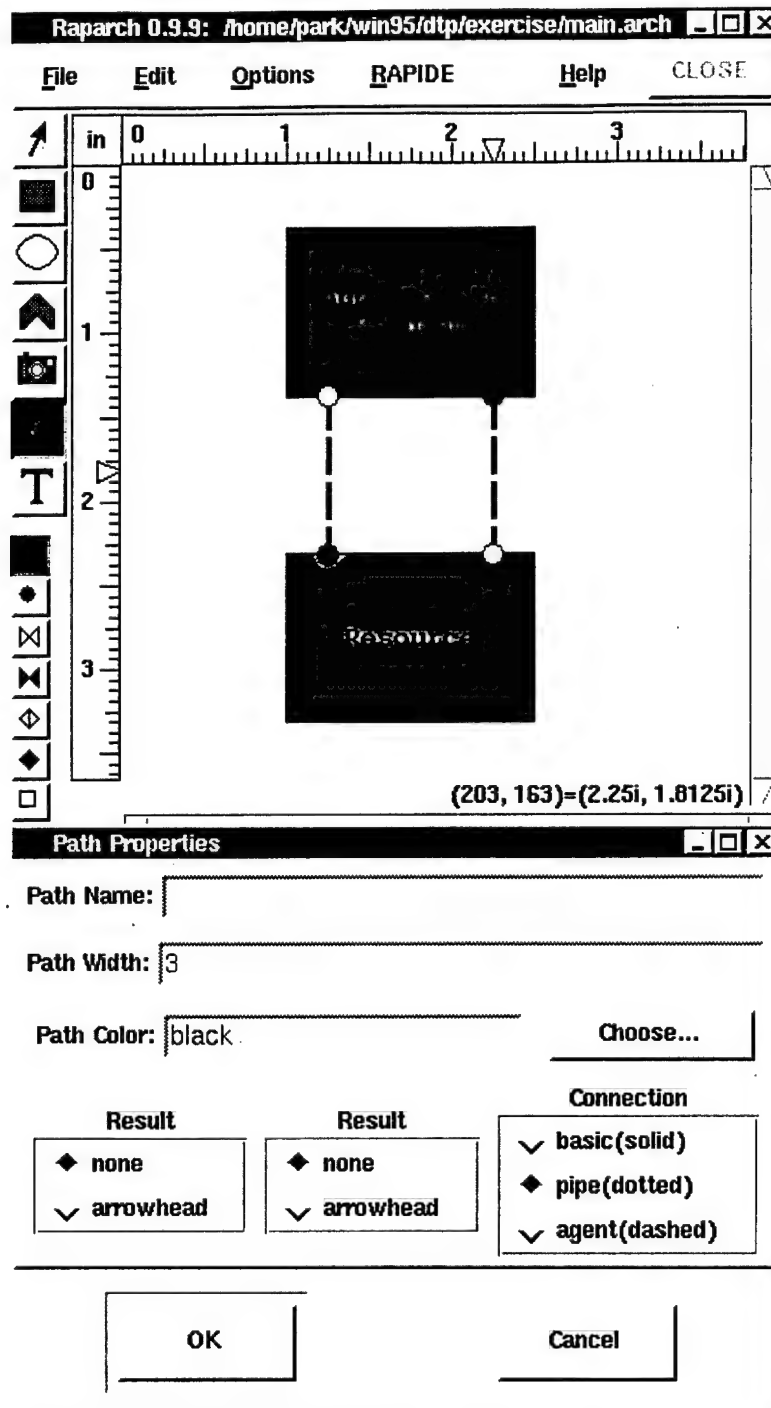 Raparch 0.9.9: /home/park/win95/dtp/exercise/main.arch
File Edit Options RAPIDE Help CLOSE
in 0 1 2 3
0
1
T
2
Resource
3
(203, 163)=(2.25i, 1.8125i)
Path Properties
Path Name:
Path Width: 3
Path Color: black Choose...
Connection
Result Result
basic(solid)
none none
pipe(dotted)
arrowhead arrowhead
agent(dashed)
OK Cancel